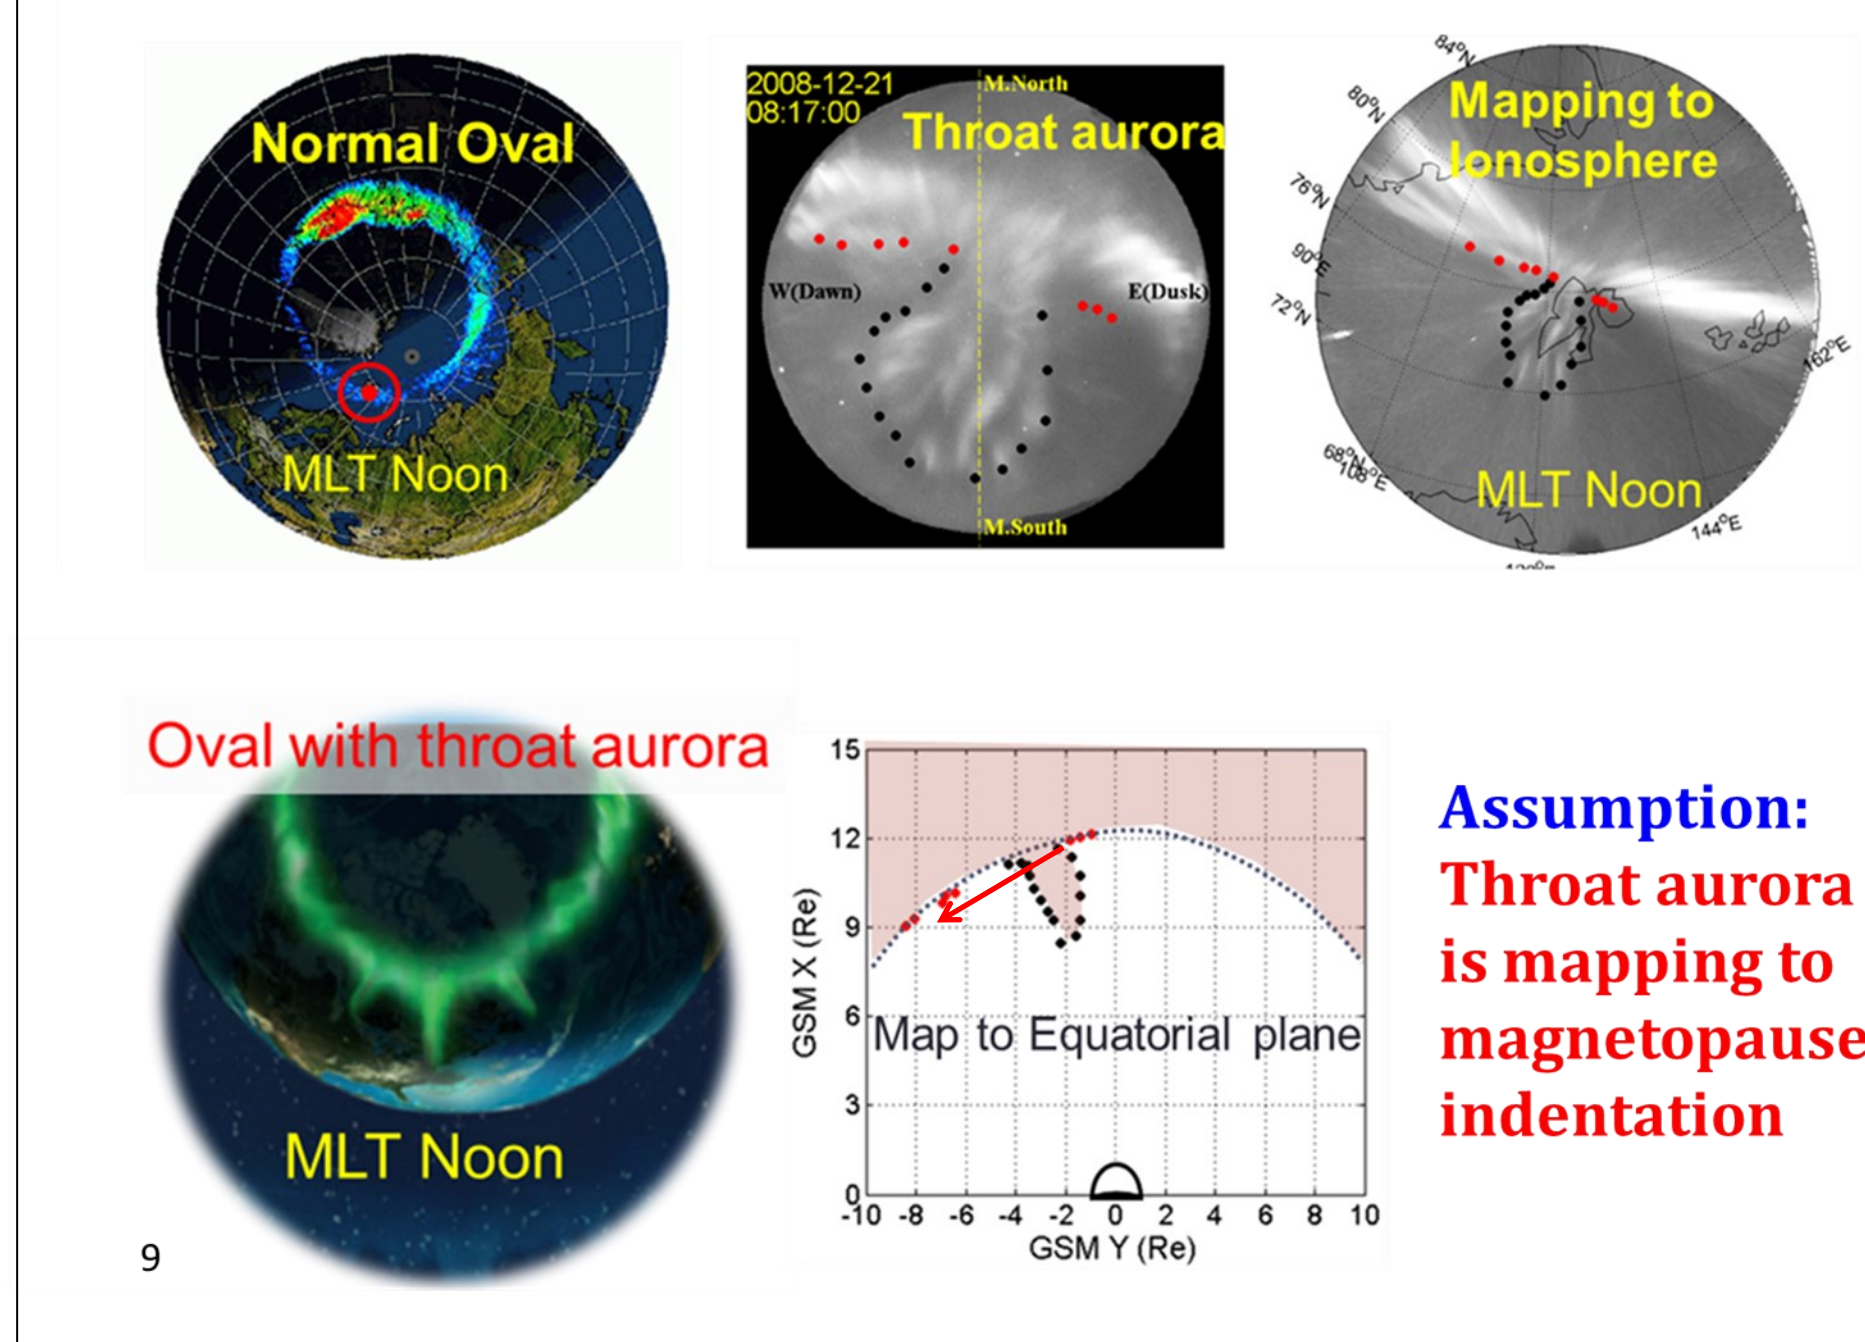 Normal Oval
MLT Noon
2008-12-21
08:17:00
M.North
Throat aurora
W(Dawn)
E(Dusk)
M.South
84°N
80°N
76°N
90°E
72°N
68°N
108°E
Mapping to
Ionosphere
MLT Noon
162°E
144°E
Oval with throat aurora
MLT Noon
9
15
12
9
6
3
0
GSM X (Re)
Map to Equatorial plane
-10 -8 -6 -4 -2 0 2 4 6 8 10
GSM Y (Re)
Assumption:
Throat aurora
is mapping to
magnetopause
indentation